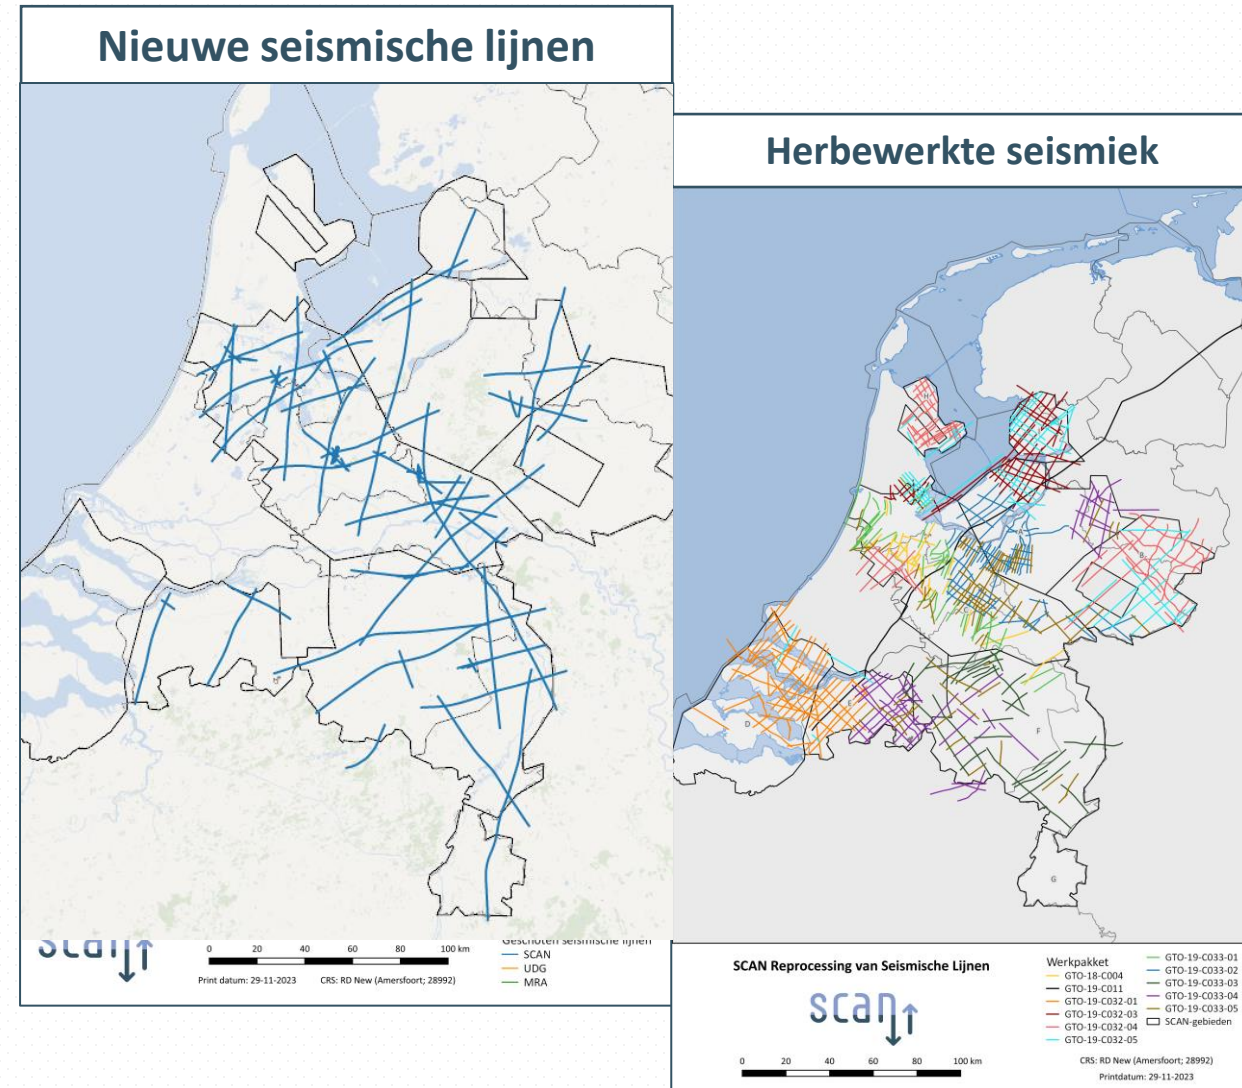 Nieuwe seismische lijnen
scan
0 20 40 60 80 100 km
Print datum: 29-11-2023 CRS: RD New (Amersfoort; 28992)
Geschoten seismische lijnen
SCAN
UDG
MRA
Herbewerkte seismiek
H
B
D
E
F
G
SCAN Reprocessing van Seismische Lijnen
scan
0 20 40 60 80 100 km
Werkpakket
GTO-18-C004
GTO-19-C011
GTO-19-C032-01
GTO-19-C032-03
GTO-19-C032-04
GTO-19-C032-05
GTO-19-C033-01
GTO-19-C033-02
GTO-19-C033-03
GTO-19-C033-04
GTO-19-C033-05
SCAN-gebieden
CRS: RD New (Amersfoort; 28992)
Printdatum: 29-11-2023